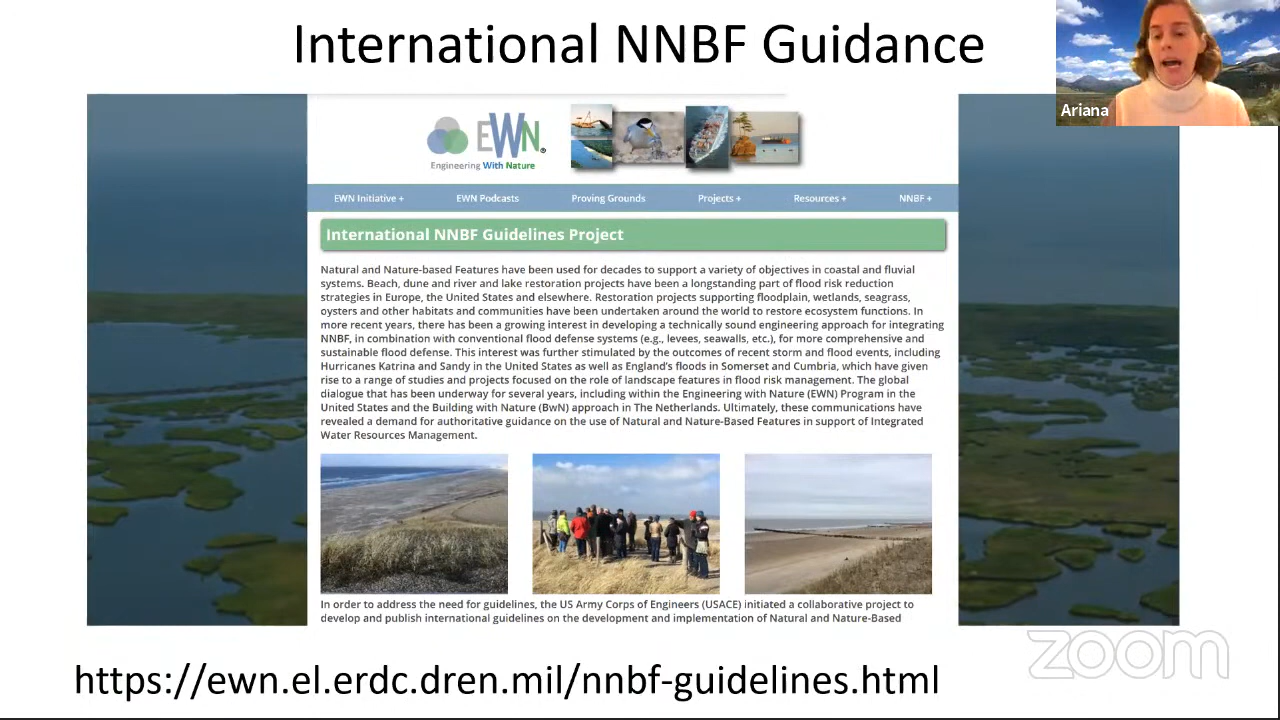 International NNBF Guidance
Ariana
EWN®
Engineering With Nature
EWN Initiative + EWN Podcasts Proving Grounds Projects + Resources + NNBF +
International NNBF Guidelines Project
Natural and Nature-based Features have been used for decades to support a variety of objectives in coastal and fluvial
systems. Beach, dune and river and lake restoration projects have been a longstanding part of flood risk reduction
strategies in Europe, the United States and elsewhere. Restoration projects supporting floodplain, wetlands, seagrass,
oysters and other habitats and communities have been undertaken around the world to restore ecosystem functions. In
more recent years, there has been a growing interest in developing a technically sound engineering approach for integrating
NNBF, in combination with conventional flood defense systems (e.g., levees, seawalls, etc.), for more comprehensive and
sustainable flood defense. This interest was further stimulated by the outcomes of recent storm and flood events, including
Hurricanes Katrina and Sandy in the United States as well as England's floods in Somerset and Cumbria, which have given
rise to a range of studies and projects focused on the role of landscape features in flood risk management. The global
dialogue that has been underway for several years, including within the Engineering with Nature (EWN) Program in the
United States and the Building with Nature (BwN) approach in The Netherlands. Ultimately, these communications have
revealed a demand for authoritative guidance on the use of Natural and Nature-Based Features in support of Integrated
Water Resources Management.
In order to address the need for guidelines, the US Army Corps of Engineers (USACE) initiated a collaborative project to
develop and publish international guidelines on the development and implementation of Natural and Nature-Based
zoom
https://ewn.el.erdc.dren.mil/nnbf-guidelines.html